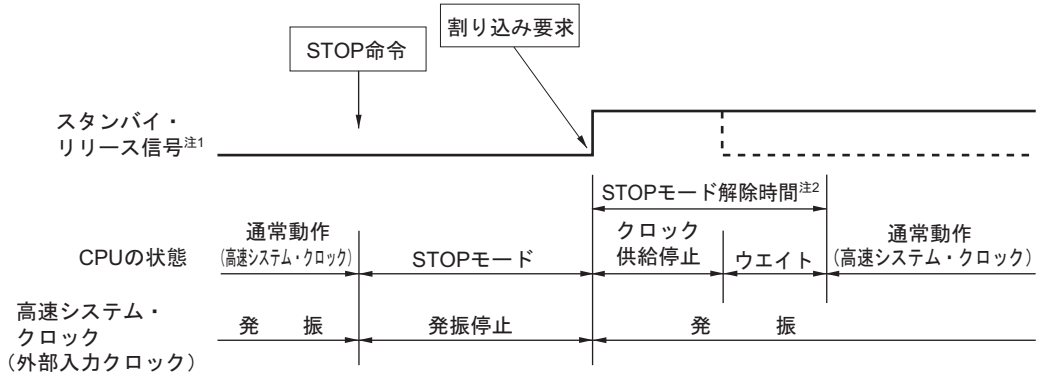 STOP命令
割り込み要求
スタンバイ・
リリース信号注1
STOPモード解除時間注2
CPUの状態
通常動作
(高速システム・クロック)
STOPモード
クロック
供給停止
ウエイト
通常動作
(高速システム・クロック)
高速システム・
クロック
(外部入力クロック)
発 振
発振停止
発 振